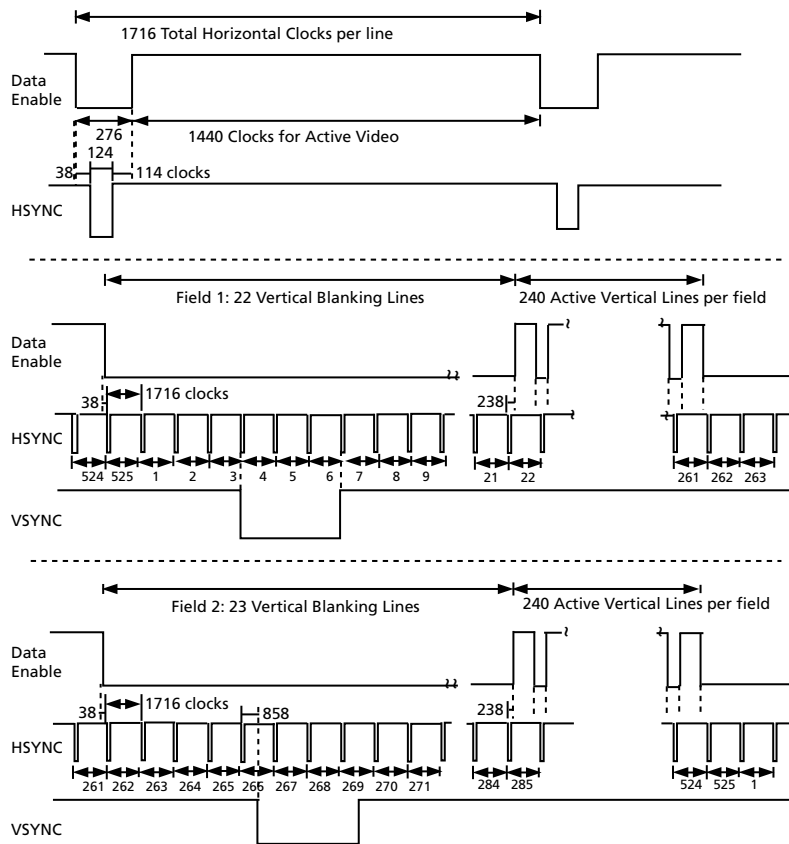 1716 Total Horizontal Clocks per line
Data
Enable
276
1440 Clocks for Active Video
124
38
114 clocks
HSYNC
Field 1: 22 Vertical Blanking Lines
240 Active Vertical Lines per field
Data
Enable
1716 clocks
38
238
HSYNC
524 525 1 2 3 4 5 6 7 8 9 21 22 261 262 263
VSYNC
Field 2: 23 Vertical Blanking Lines
240 Active Vertical Lines per field
Data
Enable
1716 clocks
38
858
238
HSYNC
261 262 263 264 265 266 267 268 269 270 271 284 285 524 525 1
VSYNC